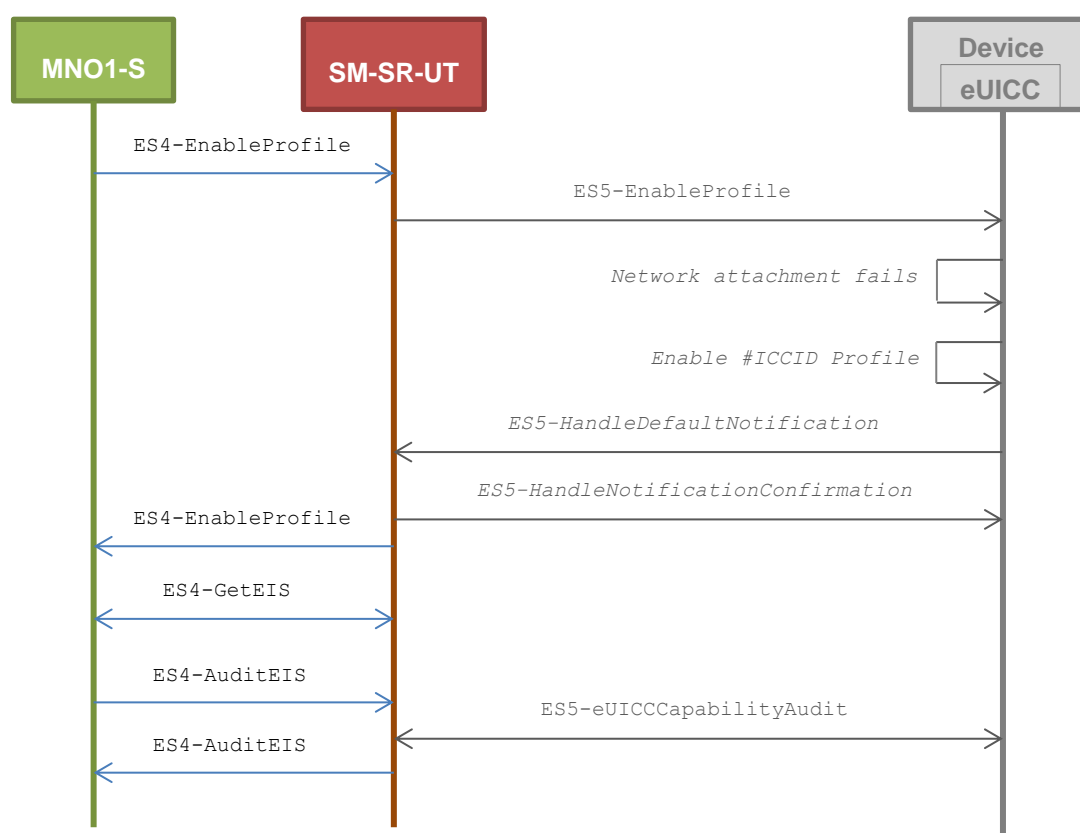 MNO1-S
SM-SR-UT
Device
eUICC
ES4-EnableProfile
ES5-EnableProfile
Network attachment fails
Enable #ICCID Profile
ES5-HandleDefaultNotification
ES5-HandleNotificationConfirmation
ES4-EnableProfile
ES4-GetEIS
ES4-AuditEIS
ES5-eUICCCapabilityAudit
ES4-AuditEIS